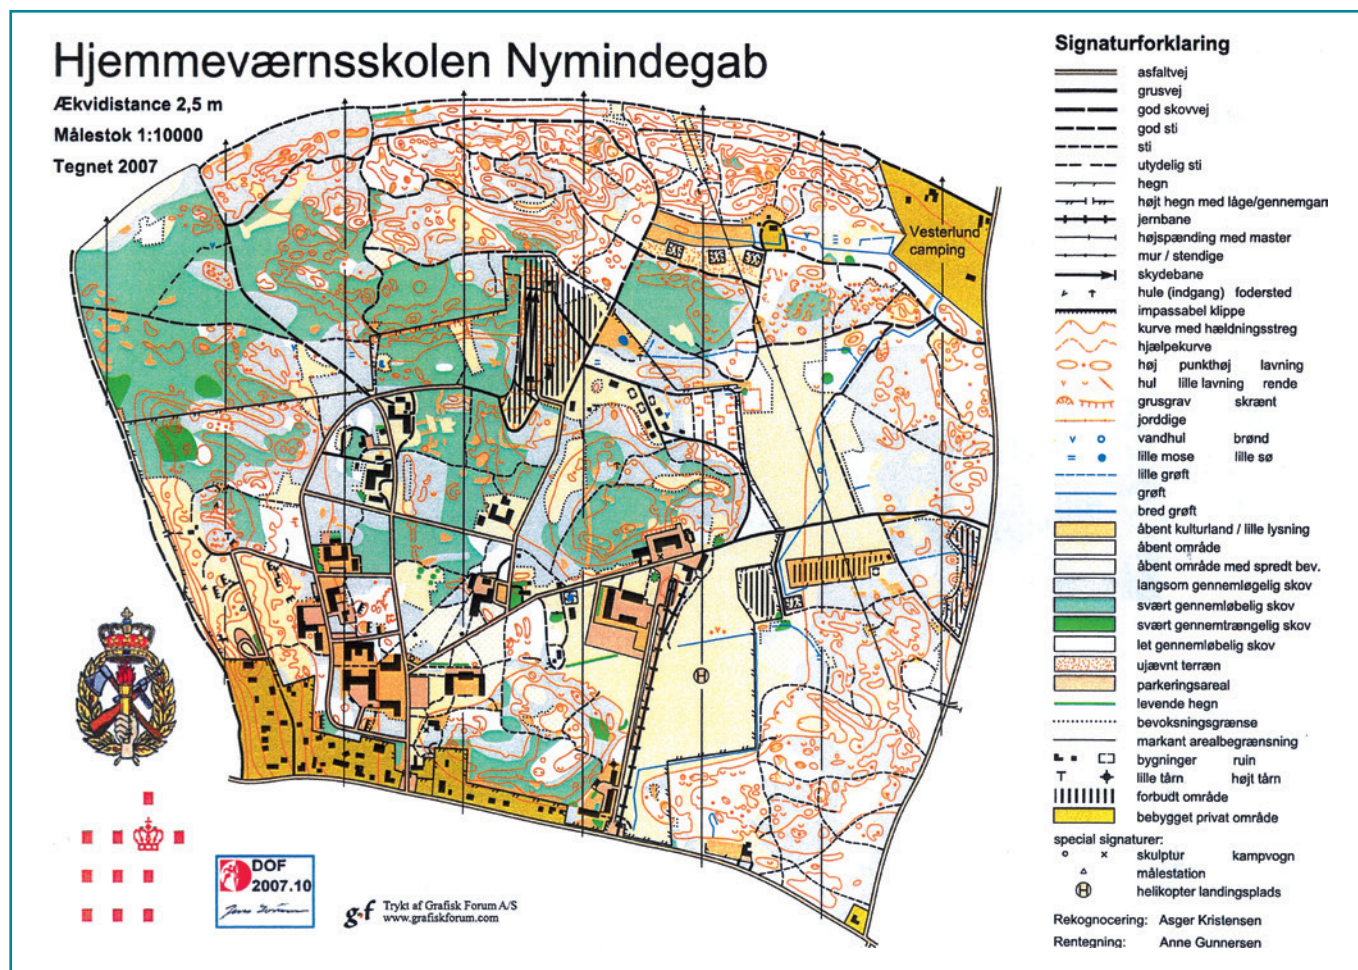 Hjemmeværnsskolen Nymindegab
Ækvidistance 2,5 m
Målestok 1:10000
Tegnet 2007
Vesterlund
camping
H
Signaturforklaring
asfaltvej
grusvej
god skovvej
god sti
sti
utydelig sti
hegn
højt hegn med låge/gennemgan
jernbane
højspænding med master
mur / stendige
skydebane
hule (indgang) foderst​ed
impassabel klippe
kurve med hældningsstreg
hjælpekurve
høj punkthøj lavning
hul lille lavning rende
grusgrav skrænt
jorddige
vandhul brønd
lille mose lille sø
lille grøft
grøft
bred grøft
åbent kulturland / lille lysning
åbent område
åbent område med spredt bev.
langsom gennemløgelig skov
svært gennemløbelig skov
svært gennemtrængelig skov
let gennemløbelig skov
ujævnt terræn
parkeringsareal
levende hegn
bevoksningsgrænse
markant arealbegrænsning
bygninger ruin
lille tårn højt tårn
forbudt område
bebygget privat område
special signaturer:
skulptur kampvogn
målestation
H helikopter landingsplads
Rekognocering: Asger Kristensen
Rentegning: Anne Gunnersen
DOF
2007.10
g•f Trykt af Grafisk Forum A/S
www.grafiskforum.com